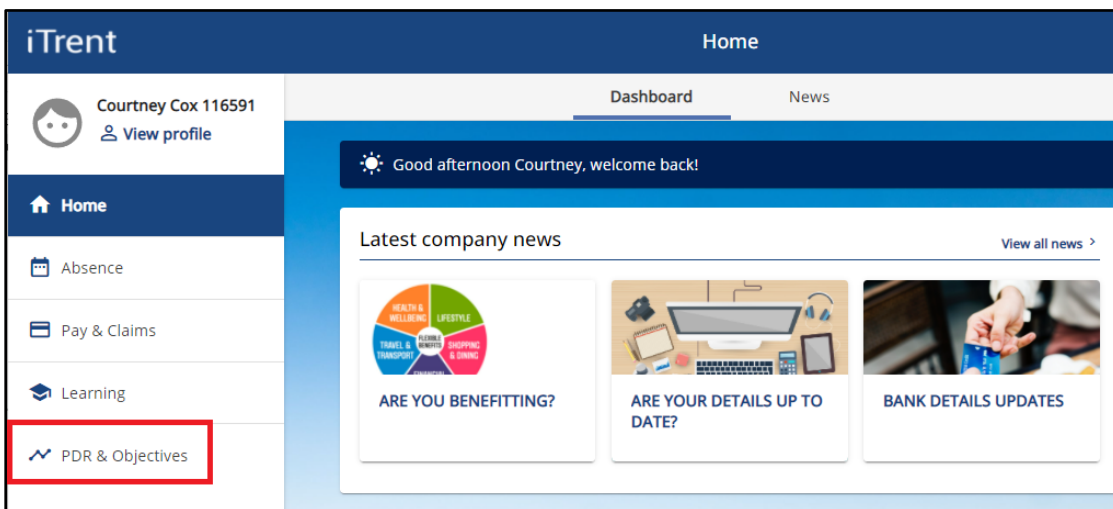 iTrent
Home
Courtney Cox 116591
View profile
Dashboard
News
Good afternoon Courtney, welcome back!
Home
Absence
Pay & Claims
Learning
PDR & Objectives
Latest company news
View all news >
HEALTH &
WELLBEING
LIFESTYLE
TRAVEL &
TRANSPORT
FLEXIBLE
BENEFITS
SHOPPING
& DINING
FINANCIAL
ARE YOU BENEFITTING?
ARE YOUR DETAILS UP TO
DATE?
BANK DETAILS UPDATES